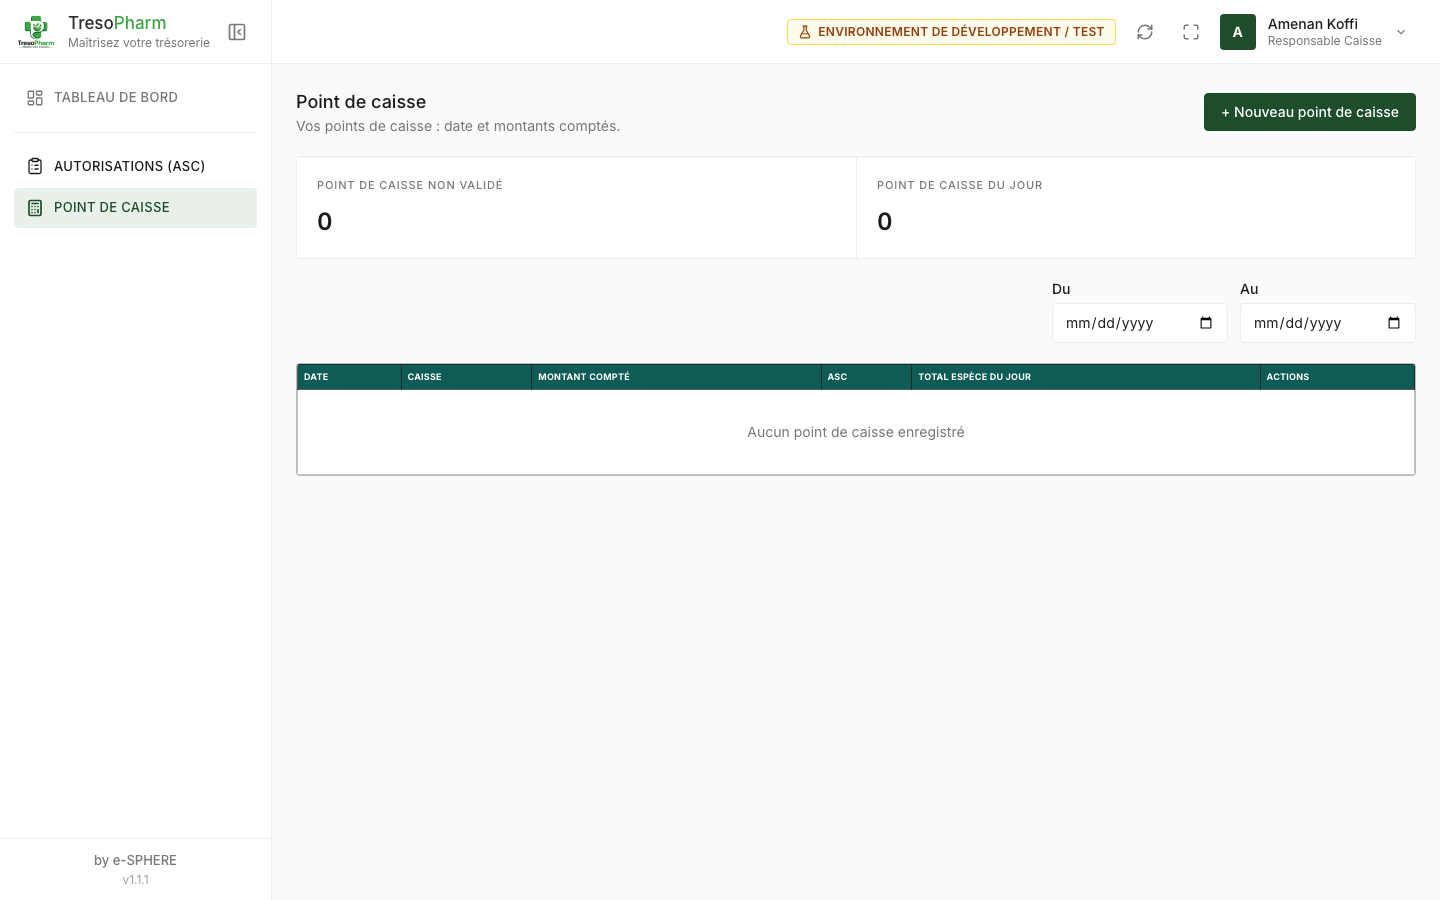 TresoPharm
Maîtrisez votre trésorerie
TresoPharm
ENVIRONNEMENT DE DÉVELOPPEMENT / TEST
A
Amenan Koffi
Responsable Caisse
TABLEAU DE BORD
AUTORISATIONS (ASC)
POINT DE CAISSE
Point de caisse
Vos points de caisse : date et montants comptés.
+ Nouveau point de caisse
POINT DE CAISSE NON VALIDÉ
0
POINT DE CAISSE DU JOUR
0
Du
Au
mm/dd/yyyy
mm/dd/yyyy
DATE CAISSE MONTANT COMPTÉ ASC TOTAL ESPÈCE DU JOUR ACTIONS
Aucun point de caisse enregistré
by e-SPHERE
v1.1.1